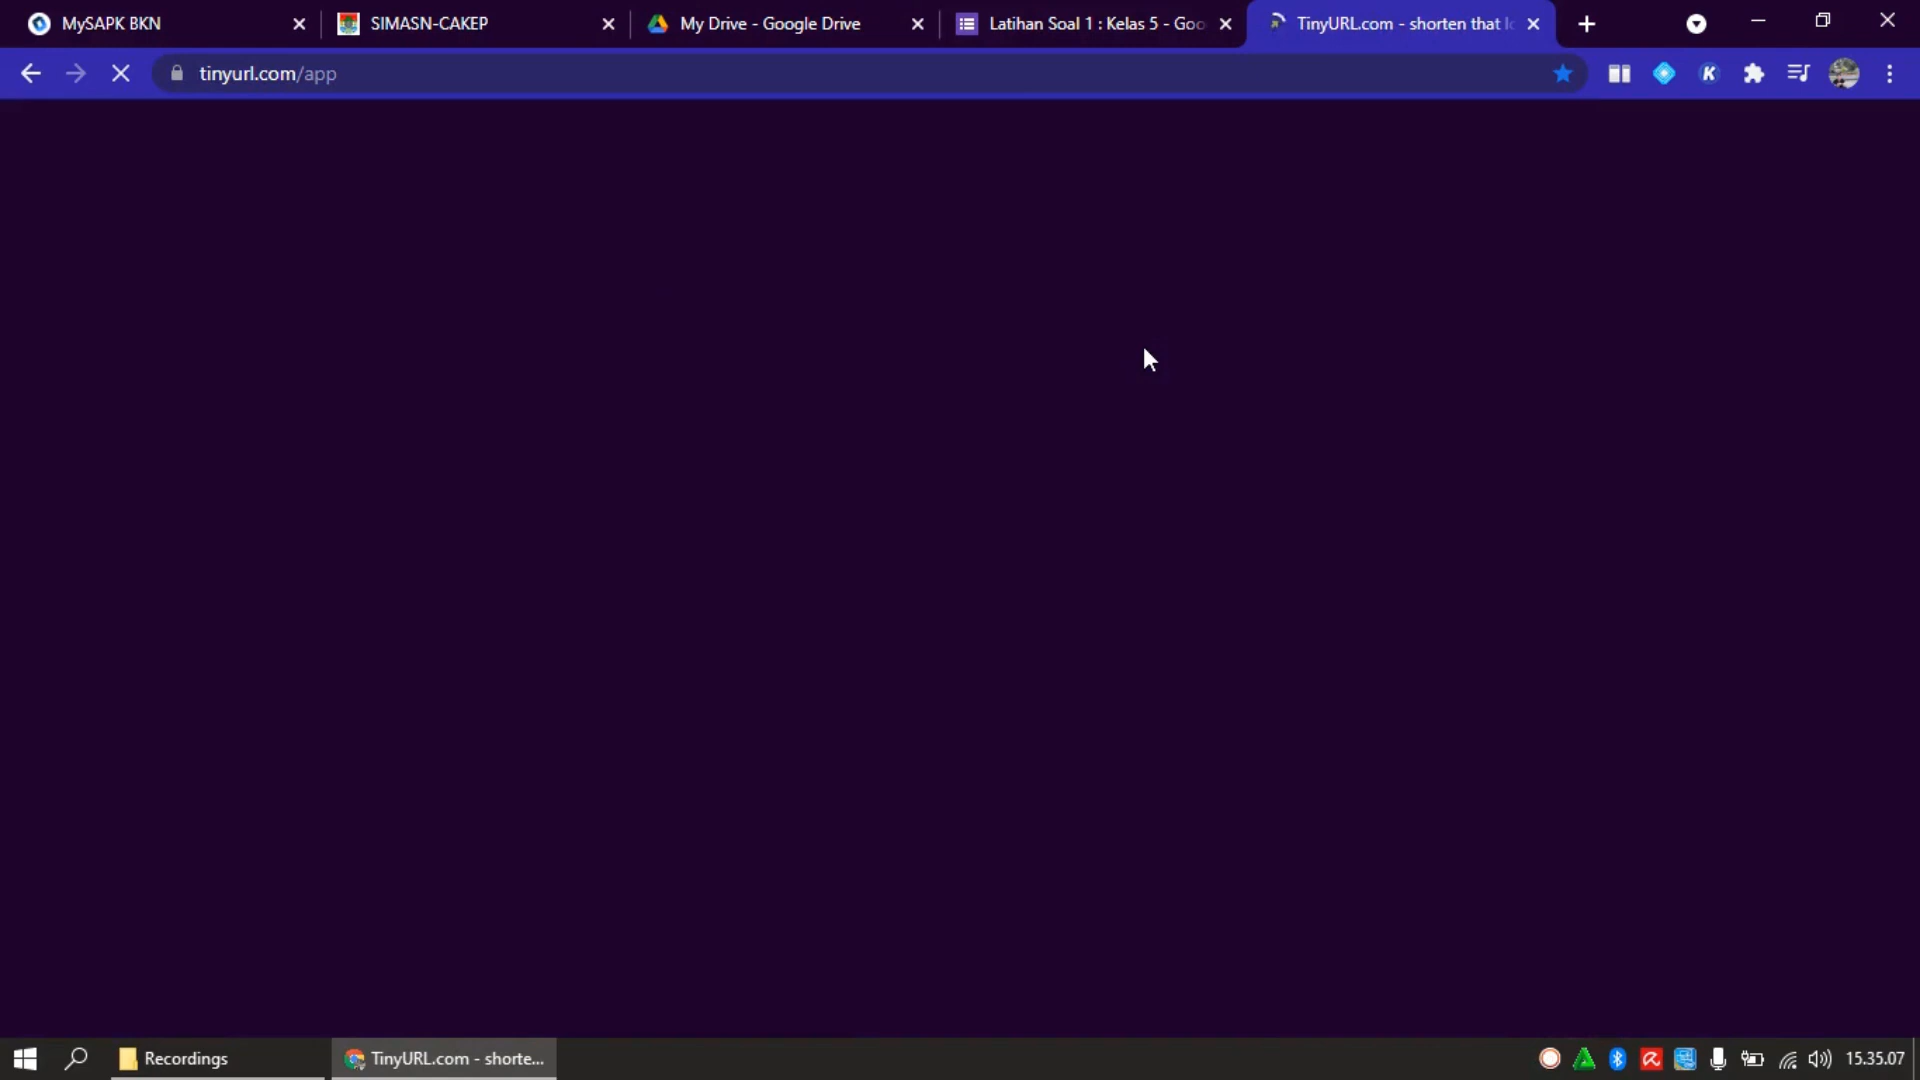 MySAPK BKN
SIMASN-CAKEP
My Drive - Google Drive
Latihan Soal 1 : Kelas 5 - Goo
TinyURL.com - shorten that l
tinyurl.com/app
K
Recordings
TinyURL.com - shorte...
15.35.07